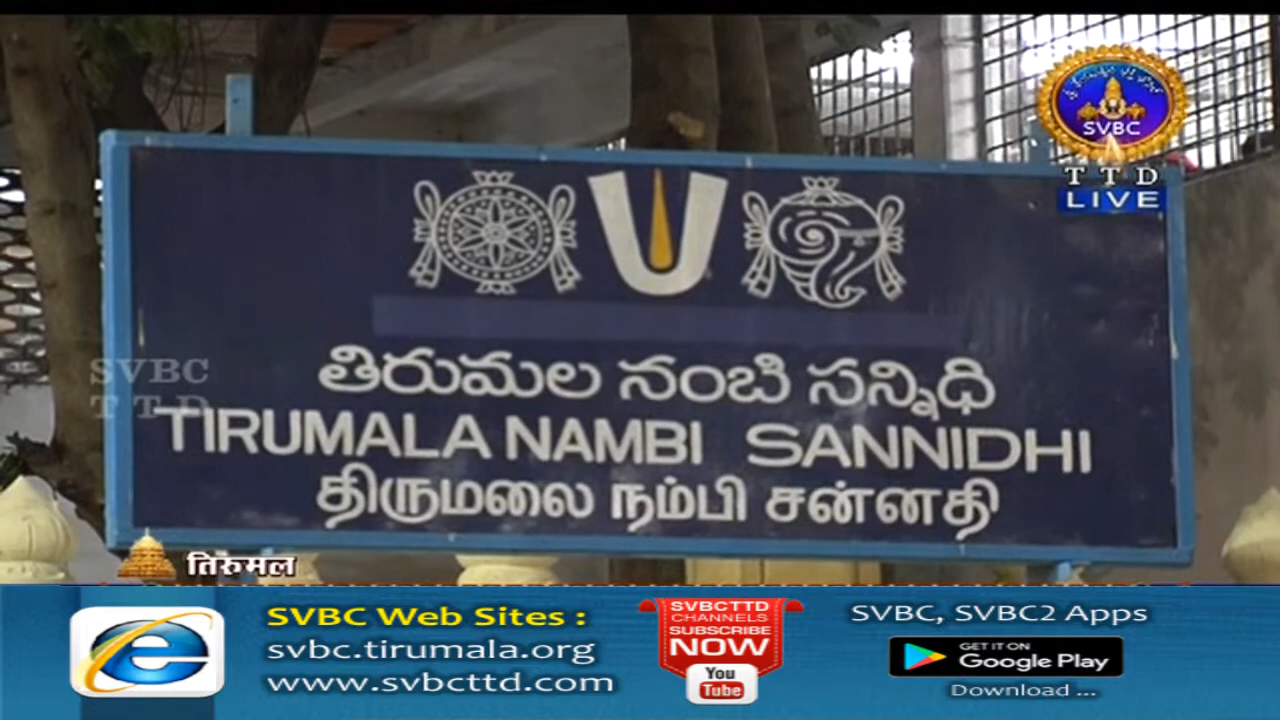 SVBC
TTD
LIVE
తిరుమల నంబి సన్నిధి
SVBC
TTD
TIRUMALA NAMBI SANNIDHI
திருமலை நம்பி சன்னதி
तिरुमल
SVBC Web Sites :
svbc.tirumala.org
www.svbcttd.com
SVBCTTD
CHANNELS
SUBSCRIBE
NOW
You
Tube
SVBC, SVBC2 Apps
GET IT ON
Google Play
Download ...